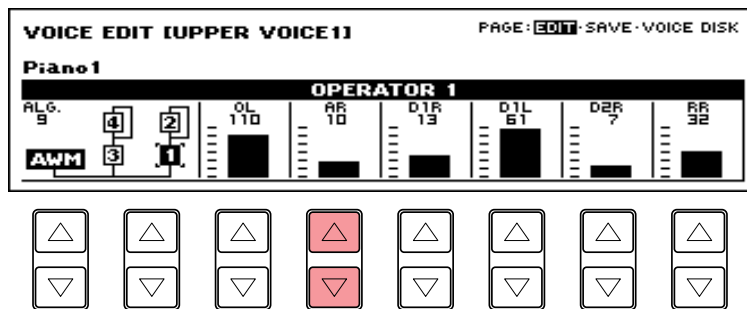 VOICE EDIT [UPPER VOICE1] PAGE:EDIT·SAVE·VOICE DISK
Piano1
OPERATOR 1
ALG. OL AR D1R D1L D2R RR
9 110 10 13 61 7 32
4 2
AWM 3 1